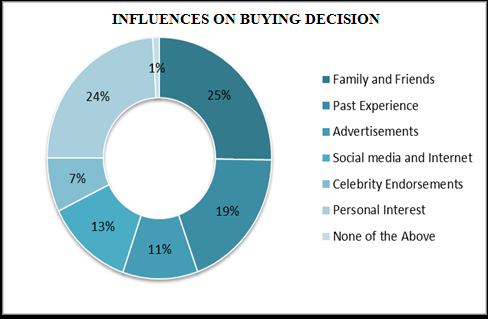 INFLUENCES ON BUYING DECISION
1%
25%
24%
7%
19%
13%
11%
Family and Friends
Past Experience
Advertisements
Social media and Internet
Celebrity Endorsements
Personal Interest
None of the Above